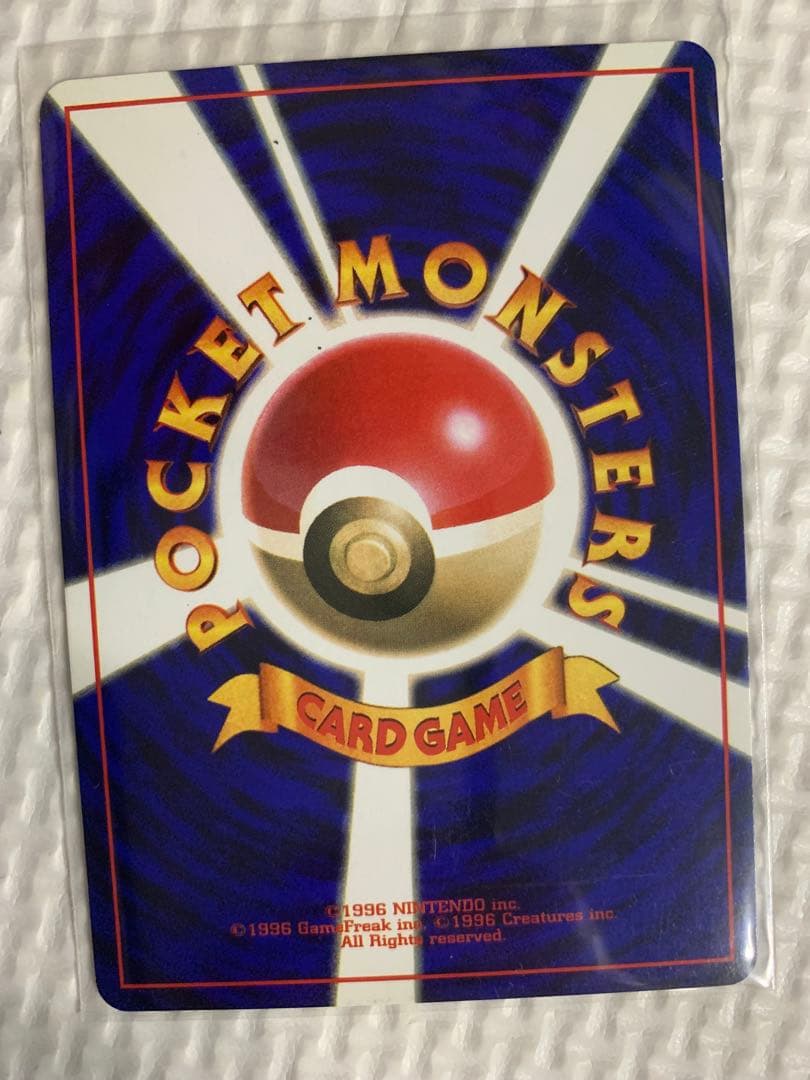 POCKET MONSTERS
CARD GAME
©1996 NINTENDO inc.
©1996 GameFreak inc. ©1996 Creatures inc.
All Rights reserved.